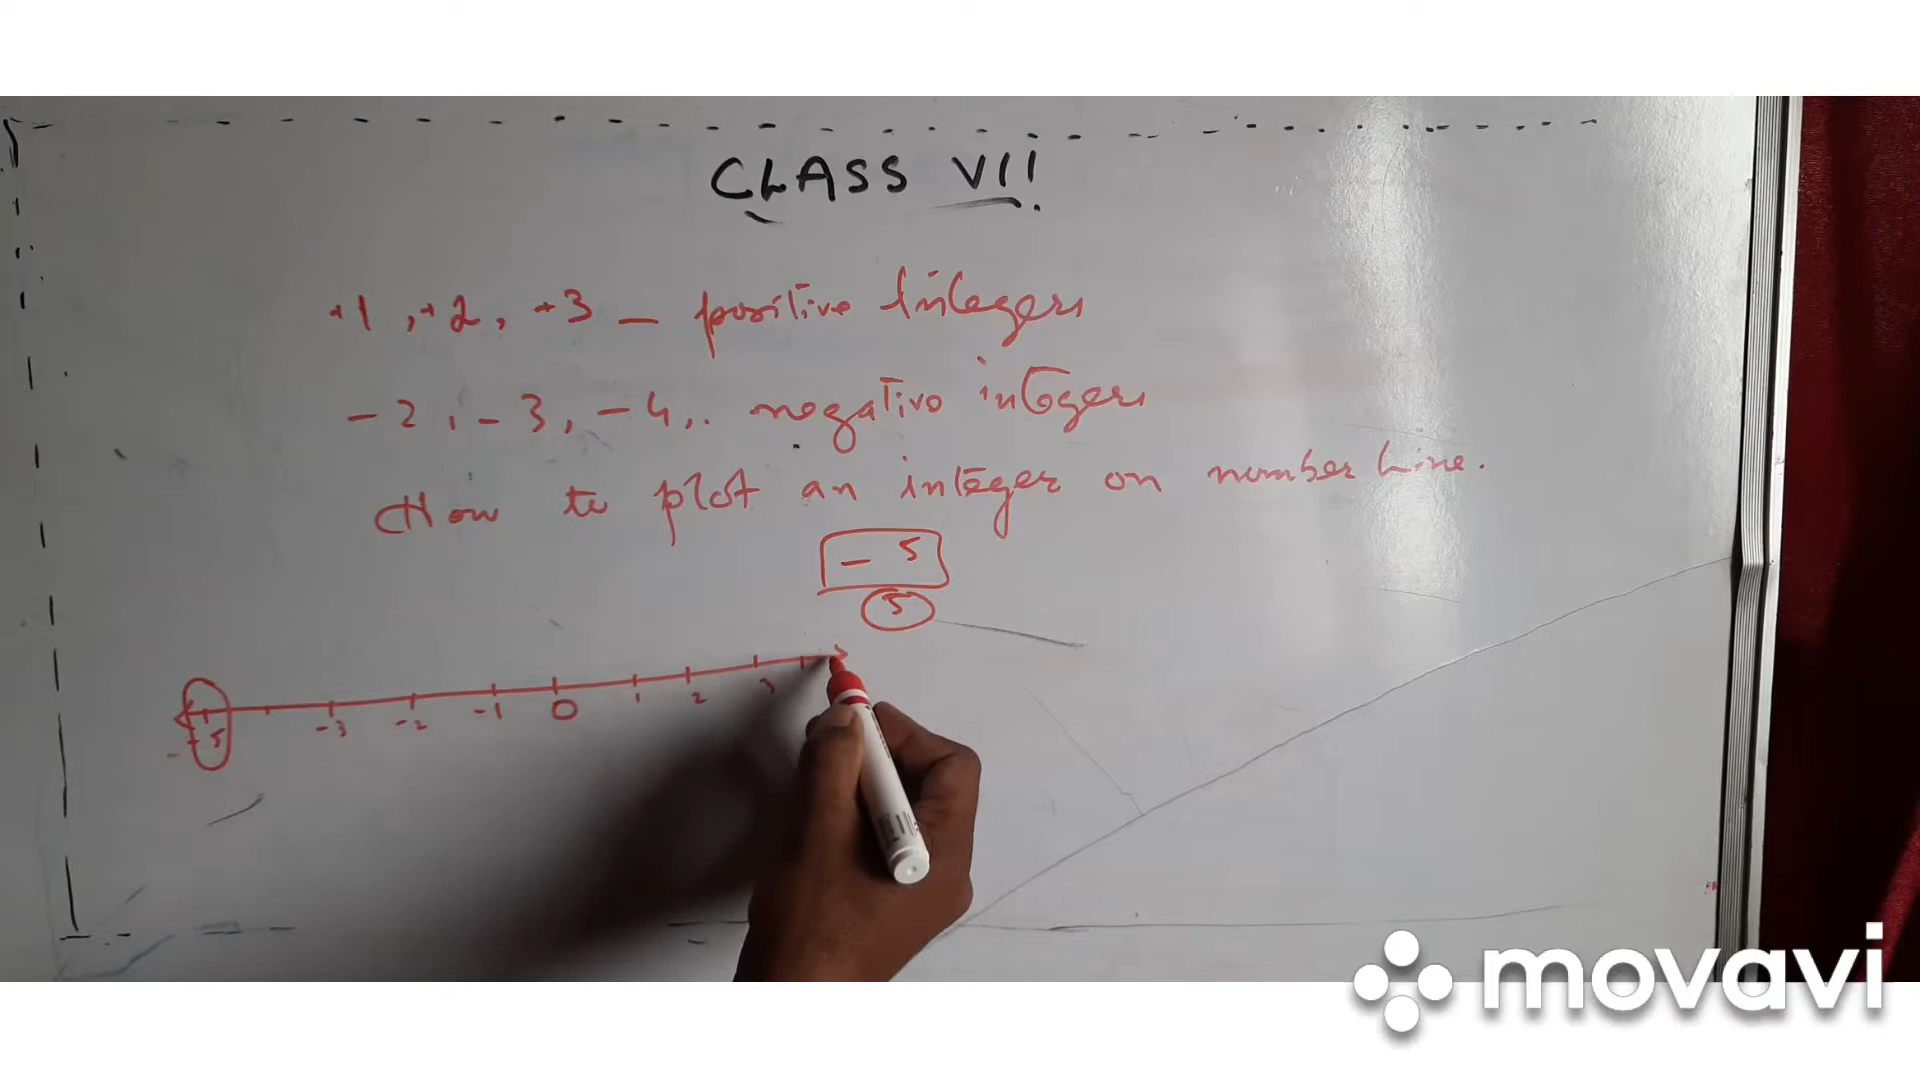 CLASS VII
+1, +2, +3 - positive Integers
-2, -3, -4, . negative integers
How to plot an integer on number Line.
-5
5
-5 -3 -2 -1 0 1 2 3
movavi